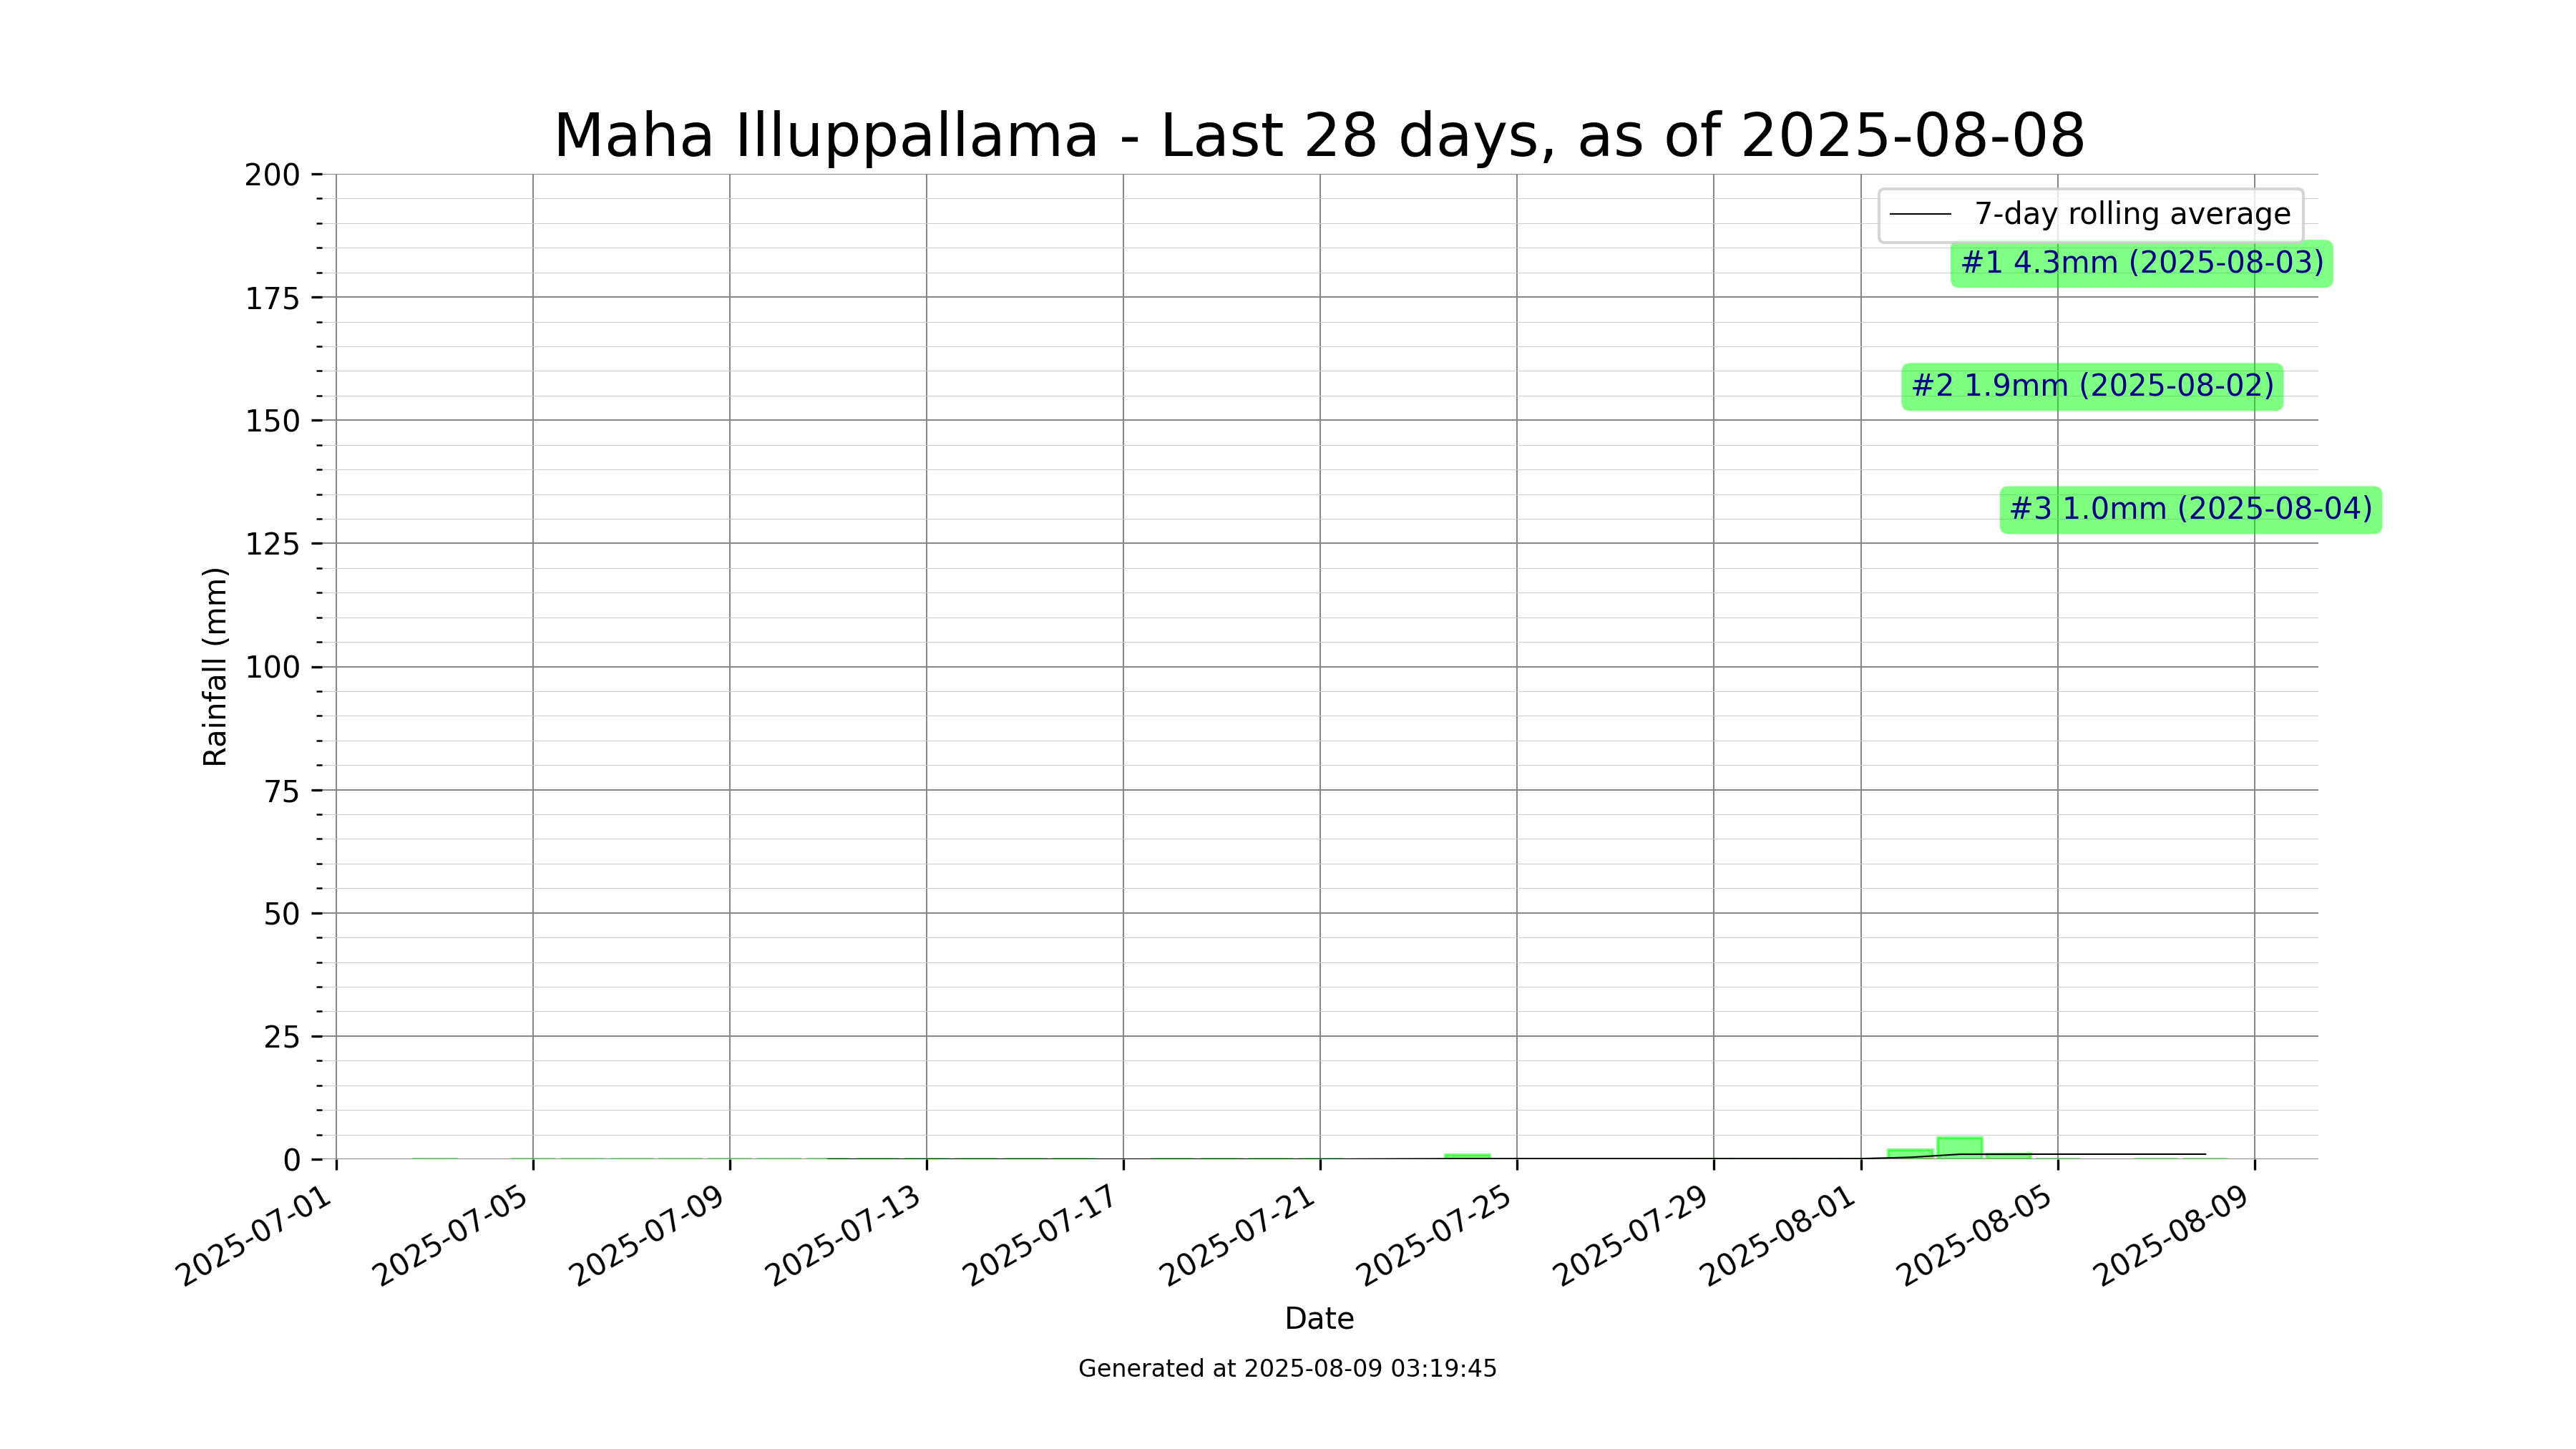 Maha Illuppallama - Last 28 days, as of 2025-08-08
200
175
150
125
100
75
50
25
0
Rainfall (mm)
7-day rolling average
#1 4.3mm (2025-08-03)
#2 1.9mm (2025-08-02)
#3 1.0mm (2025-08-04)
2025-07-01
2025-07-05
2025-07-09
2025-07-13
2025-07-17
2025-07-21
2025-07-25
2025-07-29
2025-08-01
2025-08-05
2025-08-09
Date
Generated at 2025-08-09 03:19:45